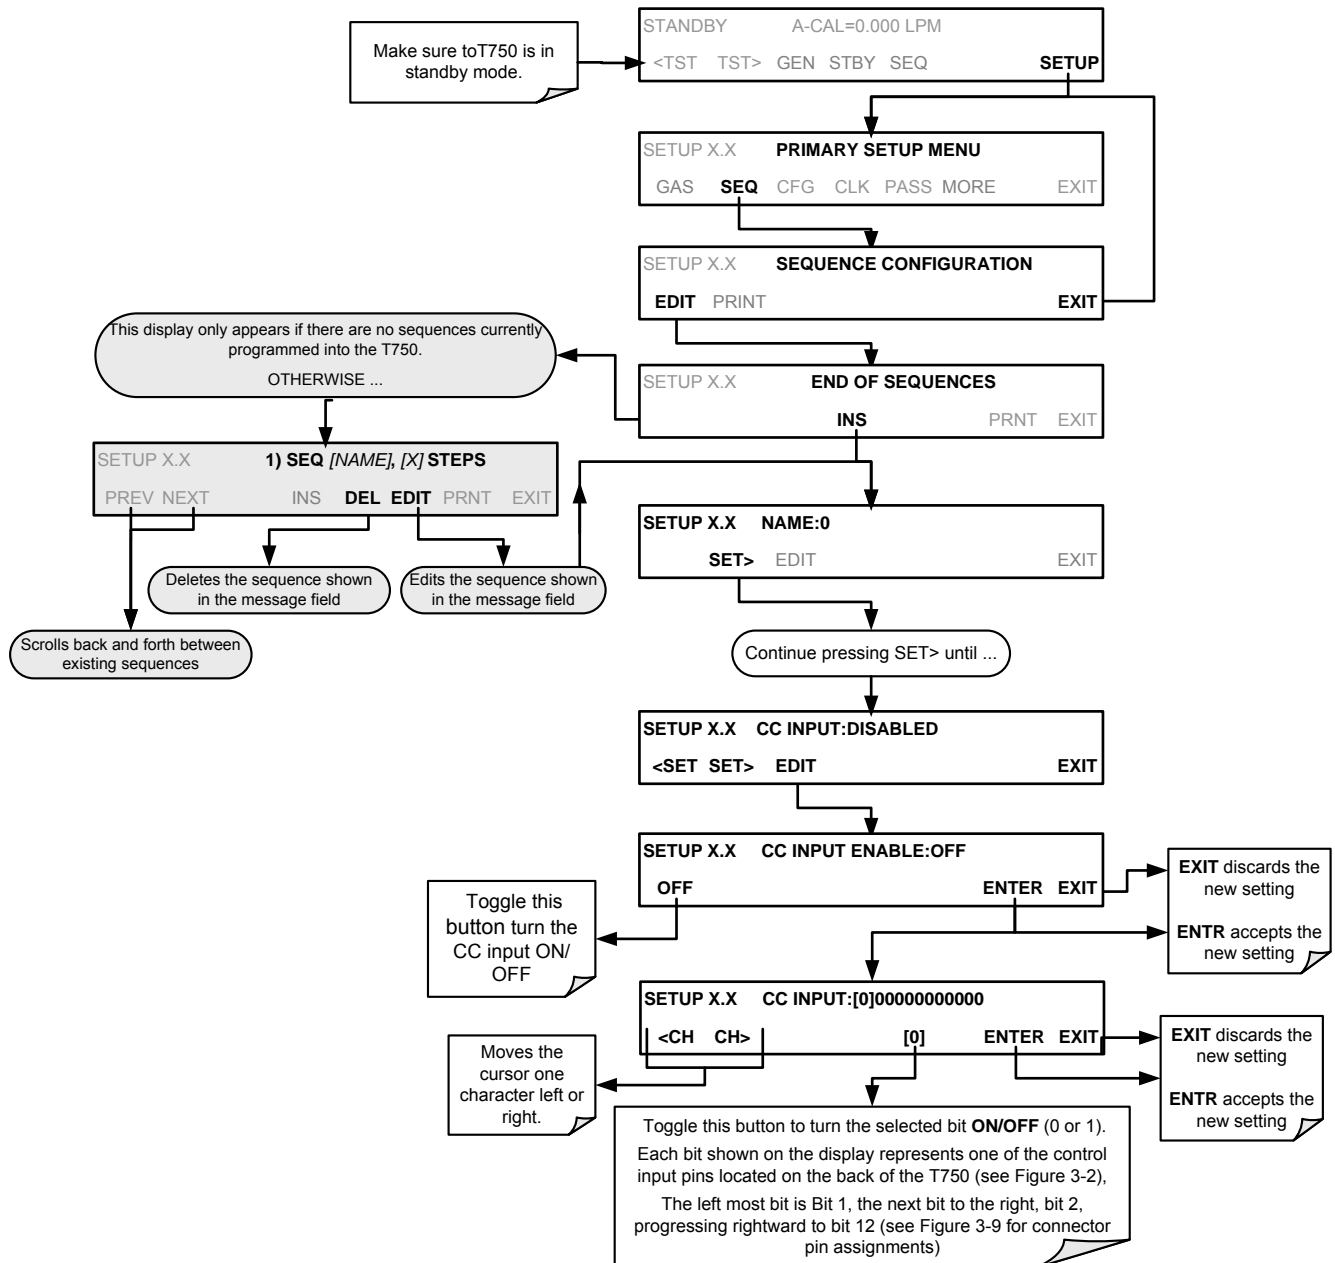 Make sure toT750 is in
standby mode.
STANDBY A-CAL=0.000 LPM
<TST TST> GEN STBY SEQ SETUP
SETUP X.X PRIMARY SETUP MENU
GAS SEQ CFG CLK PASS MORE EXIT
SETUP X.X SEQUENCE CONFIGURATION
EDIT PRINT EXIT
This display only appears if there are no sequences currently
programmed into the T750.
OTHERWISE ...
SETUP X.X END OF SEQUENCES
INS PRNT EXIT
SETUP X.X 1) SEQ [NAME], [X] STEPS
PREV NEXT INS DEL EDIT PRNT EXIT
Deletes the sequence shown
in the message field
Edits the sequence shown
in the message field
Scrolls back and forth between
existing sequences
SETUP X.X NAME:0
SET> EDIT EXIT
Continue pressing SET> until ...
SETUP X.X CC INPUT:DISABLED
<SET SET> EDIT EXIT
SETUP X.X CC INPUT ENABLE:OFF
OFF ENTER EXIT
Toggle this
button turn the
CC input ON/
OFF
EXIT discards the
new setting
ENTR accepts the
new setting
SETUP X.X CC INPUT:[0]00000000000
<CH CH> [0] ENTER EXIT
Moves the
cursor one
character left or
right.
EXIT discards the
new setting
ENTR accepts the
new setting
Toggle this button to turn the selected bit ON/OFF (0 or 1).
Each bit shown on the display represents one of the control
input pins located on the back of the T750 (see Figure 3-2),
The left most bit is Bit 1, the next bit to the right, bit 2,
progressing rightward to bit 12 (see Figure 3-9 for connector
pin assignments)